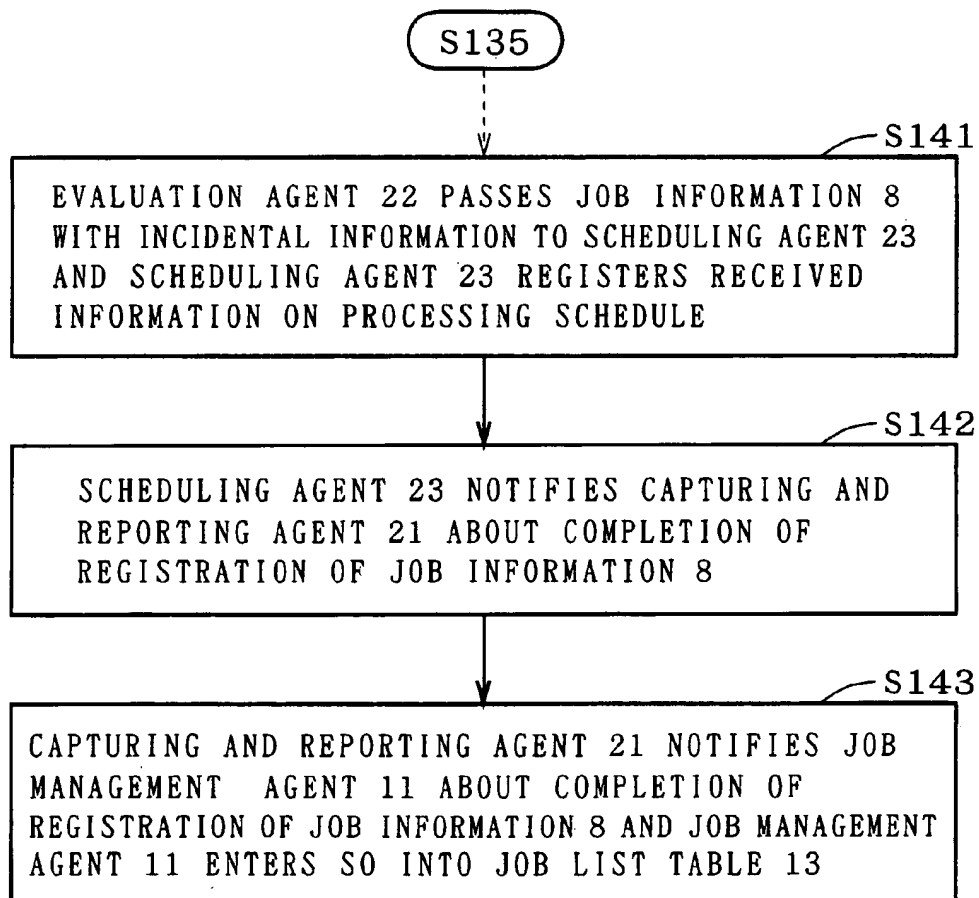 S135
S141
EVALUATION AGENT 22 PASSES JOB INFORMATION 8
WITH INCIDENTAL INFORMATION TO SCHEDULING AGENT 23
AND SCHEDULING AGENT 23 REGISTERS RECEIVED
INFORMATION ON PROCESSING SCHEDULE
S142
SCHEDULING AGENT 23 NOTIFIES CAPTURING AND
REPORTING AGENT 21 ABOUT COMPLETION OF
REGISTRATION OF JOB INFORMATION 8
S143
CAPTURING AND REPORTING AGENT 21 NOTIFIES JOB
MANAGEMENT AGENT 11 ABOUT COMPLETION OF
REGISTRATION OF JOB INFORMATION 8 AND JOB MANAGEMENT
AGENT 11 ENTERS SO INTO JOB LIST TABLE 13